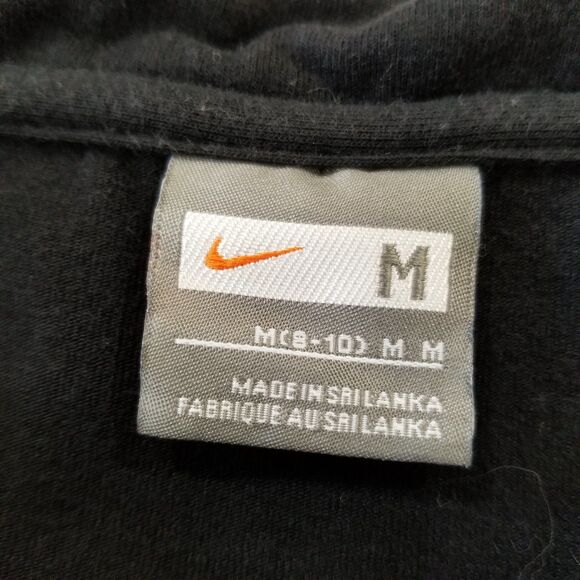 M
M(8-10) M M
MADE IN SRI LANKA
FABRIQUE AU SRI LANKA